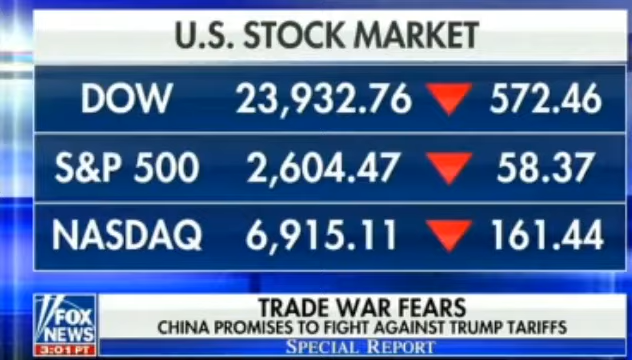 U.S. STOCK MARKET
DOW 23,932.76 ▼ 572.46
S&P 500 2,604.47 ▼ 58.37
NASDAQ 6,915.11 ▼ 161.44
FOX
NEWS
3:01 PT
TRADE WAR FEARS
CHINA PROMISES TO FIGHT AGAINST TRUMP TARIFFS
SPECIAL REPORT